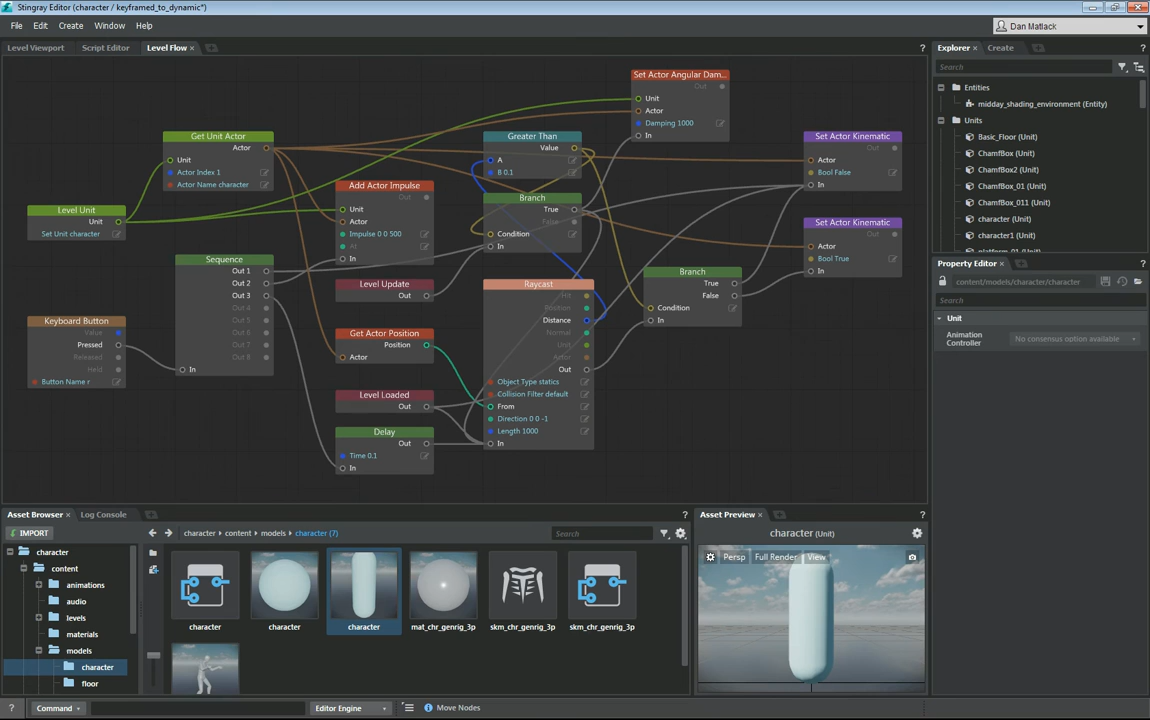 Stingray Editor (character / keyframed_to_dynamic*)
File Edit Create Window Help
Dan Matlack
Level Viewport Script Editor Level Flow × ?
Explorer × Create ?
Search
Entities
midday_shading_environment (Entity)
Units
Basic_Floor (Unit)
ChamfBox (Unit)
ChamfBox2 (Unit)
ChamfBox_01 (Unit)
ChamfBox_011 (Unit)
character (Unit)
character1 (Unit)
Property Editor × ?
content/models/character/character
Search
Unit
Animation Controller
No consensus option available
Level Unit
Unit
Set Unit character
Get Unit Actor
Actor
Unit
Actor Index 1
Actor Name character
Keyboard Button
Value
Pressed
Released
Held
Button Name r
Sequence
Out 1
Out 2
Out 3
Out 4
Out 5
Out 6
Out 7
Out 8
In
Add Actor Impulse
Out
Unit
Actor
Impulse 0 0 500
At
In
Level Update
Out
Get Actor Position
Position
Actor
Level Loaded
Out
Delay
Out
Time 0.1
In
Greater Than
Value
A
B 0.1
Branch
True
False
Condition
In
Raycast
Hit
Position
Distance
Normal
Unit
Actor
Out
Object Type statics
Collision Filter default
From
Direction 0 0 -1
Length 1000
In
Set Actor Angular Dam...
Out
Unit
Actor
Damping 1000
In
Branch
True
False
Condition
In
Set Actor Kinematic
Out
Actor
Bool False
In
Set Actor Kinematic
Out
Actor
Bool True
In
Asset Browser × Log Console ?
IMPORT
character › content › models › character (7)
Search
character
content
animations
audio
levels
materials
models
character
floor
character
character
character
mat_chr_genrig_3p
skm_chr_genrig_3p
skm_chr_genrig_3p
Asset Preview × ?
character (Unit)
Persp Full Render View
? Command Editor Engine Move Nodes